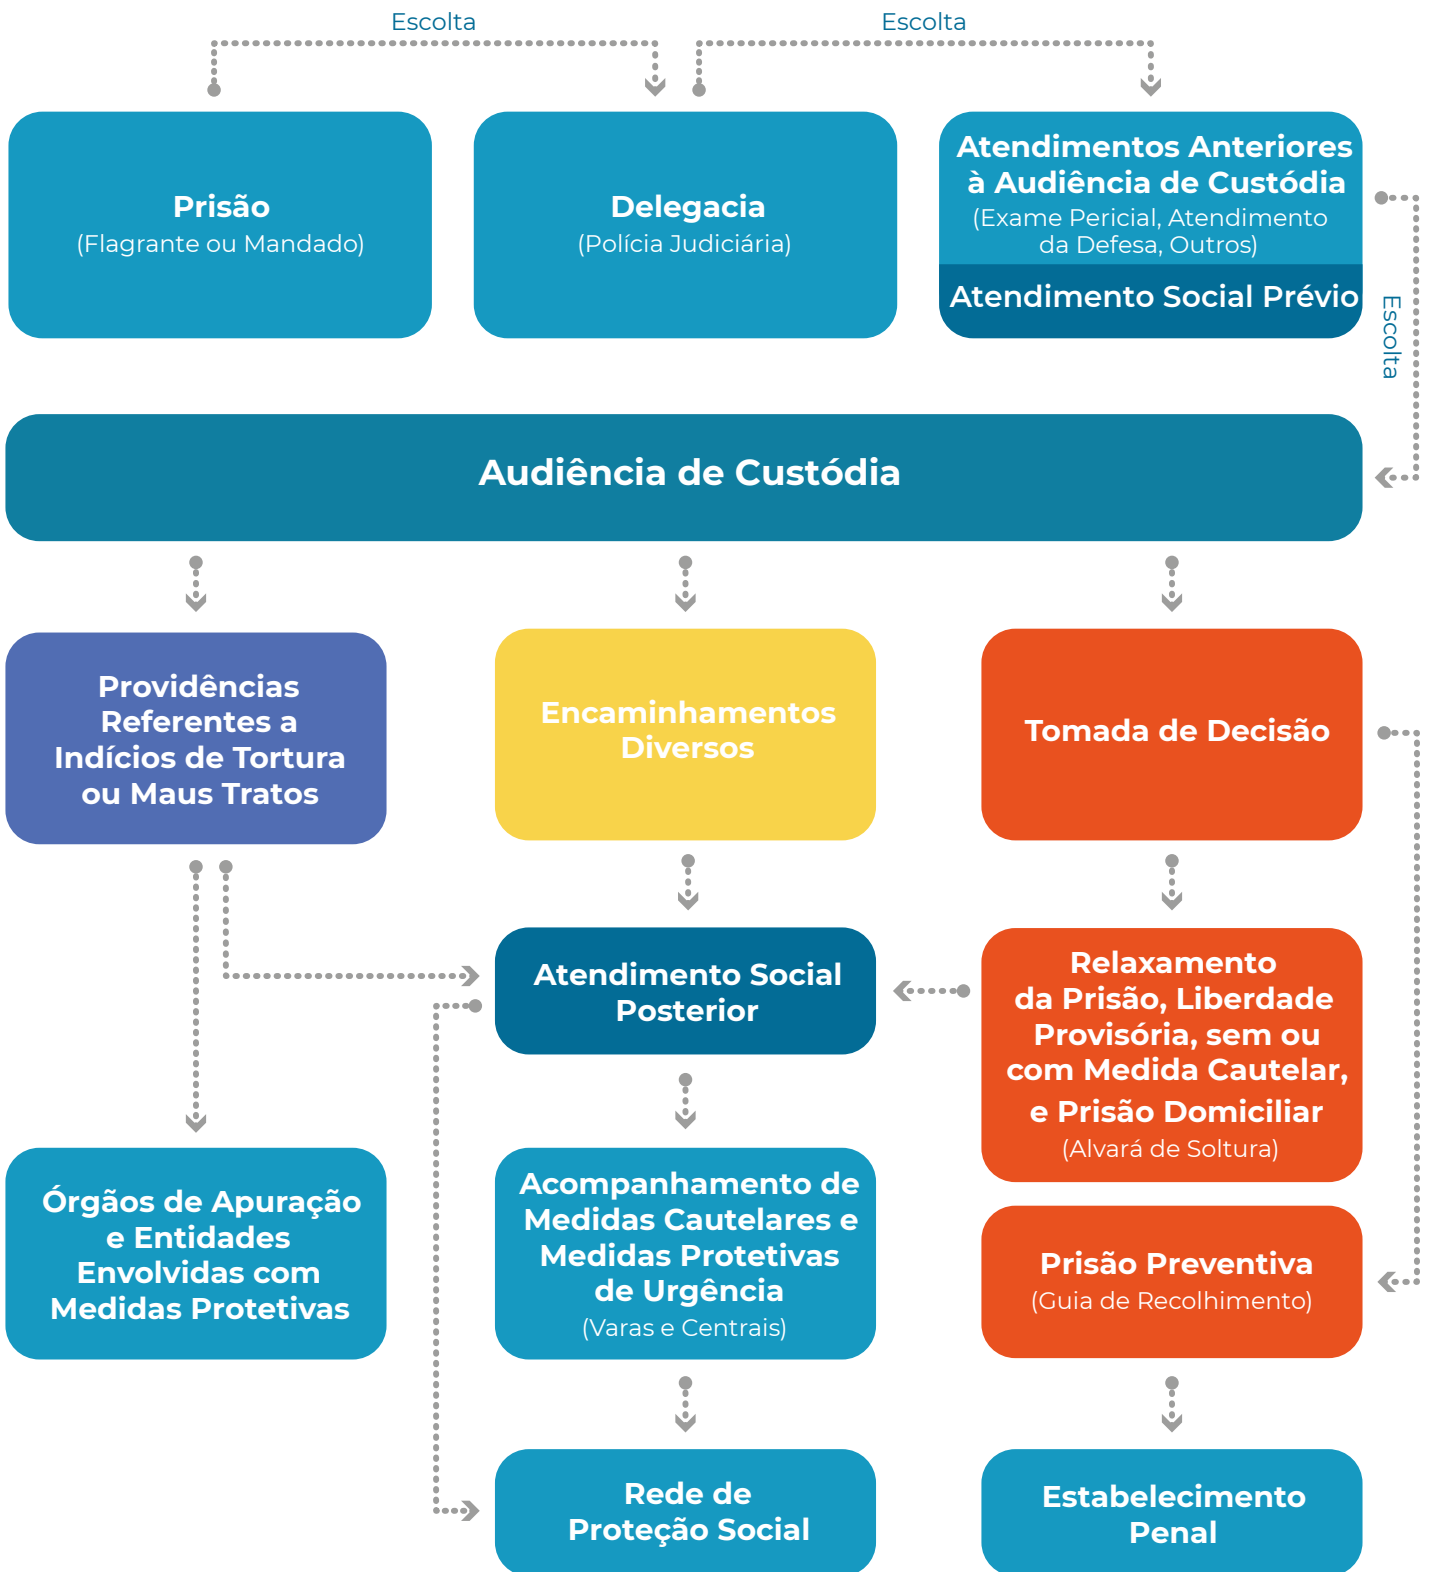 Escolta
Escolta
Prisão
(Flagrante ou Mandado)
Delegacia
(Polícia Judiciária)
Atendimentos Anteriores
à Audiência de Custódia
(Exame Pericial, Atendimento
da Defesa, Outros)
Atendimento Social Prévio
Escolta
Audiência de Custódia
Providências
Referentes a
Indícios de Tortura
ou Maus Tratos
Encaminhamentos
Diversos
Tomada de Decisão
Atendimento Social
Posterior
Relaxamento
da Prisão, Liberdade
Provisória, sem ou
com Medida Cautelar,
e Prisão Domiciliar
(Alvará de Soltura)
Órgãos de Apuração
e Entidades
Envolvidas com
Medidas Protetivas
Acompanhamento de
Medidas Cautelares e
Medidas Protetivas
de Urgência
(Varas e Centrais)
Prisão Preventiva
(Guia de Recolhimento)
Rede de
Proteção Social
Estabelecimento
Penal